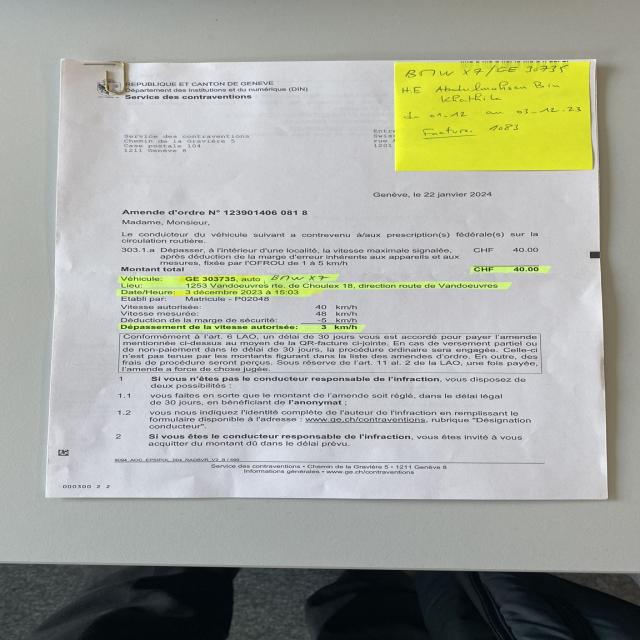 BMW X7/GE 30735
H.E Abdulmohsen Bin
Khathila
du 01.12 au 03-12-23
Facture 1083
REPUBLIQUE ET CANTON DE GENEVE
Département des institutions et du numérique (DIN)
Service des contraventions
Service des contraventions
Chemin de la Gravière 5
Case postale 104
1211 Genève 8
Entre
Swiss
rue
1201
Genève, le 22 janvier 2024
Amende d'ordre N° 123901406 081 8
Madame, Monsieur,
Le conducteur du véhicule suivant a contrevenu à/aux prescription(s) fédérale(s) sur la
circulation routière.
303.1.a Dépasser, à l'intérieur d'une localité, la vitesse maximale signalée, CHF 40.00
après déduction de la marge d'erreur inhérente aux appareils et aux
mesures, fixée par l'OFROU de 1 à 5 km/h
Montant total CHF 40.00
Véhicule: GE 303735, auto BMW X7
Lieu: 1253 Vandoeuvres rte, de Choulex 18, direction route de Vandoeuvres
Date/Heure: 3 décembre 2023 à 15:03
Etabli par: Matricule - P02048
Vitesse autorisée: 40 km/h
Vitesse mesurée: 48 km/h
Déduction de la marge de sécurité: -5 km/h
Dépassement de la vitesse autorisée: 3 km/h
Conformément à l'art. 6 LAO, un délai de 30 jours vous est accordé pour payer l'amende
mentionnée ci-dessus au moyen de la QR-facture ci-jointe. En cas de versement partiel ou
de non-paiement dans le délai de 30 jours, la procédure ordinaire sera engagée. Celle-ci
n'est pas tenue par les montants figurant dans la liste des amendes d'ordre. En outre, des
frais de procédure seront perçus. Sous réserve de l'art. 11 al. 2 de la LAO, une fois payée,
l'amende a force de chose jugée.
1 Si vous n'êtes pas le conducteur responsable de l'infraction, vous disposez de
deux possibilités :
1.1 vous faites en sorte que le montant de l'amende soit réglé, dans le délai légal
de 30 jours, en bénéficiant de l'anonymat ;
1.2 vous nous indiquez l'identité complète de l'auteur de l'infraction en remplissant le
formulaire disponible à l'adresse : www.ge.ch/contraventions, rubrique "Désignation
conducteur".
2 Si vous êtes le conducteur responsable de l'infraction, vous êtes invité à vous
acquitter du montant dû dans le délai prévu.
Service des contraventions • Chemin de la Gravière 5 • 1211 Genève 8
Informations générales • www.ge.ch/contraventions
000300 2 2